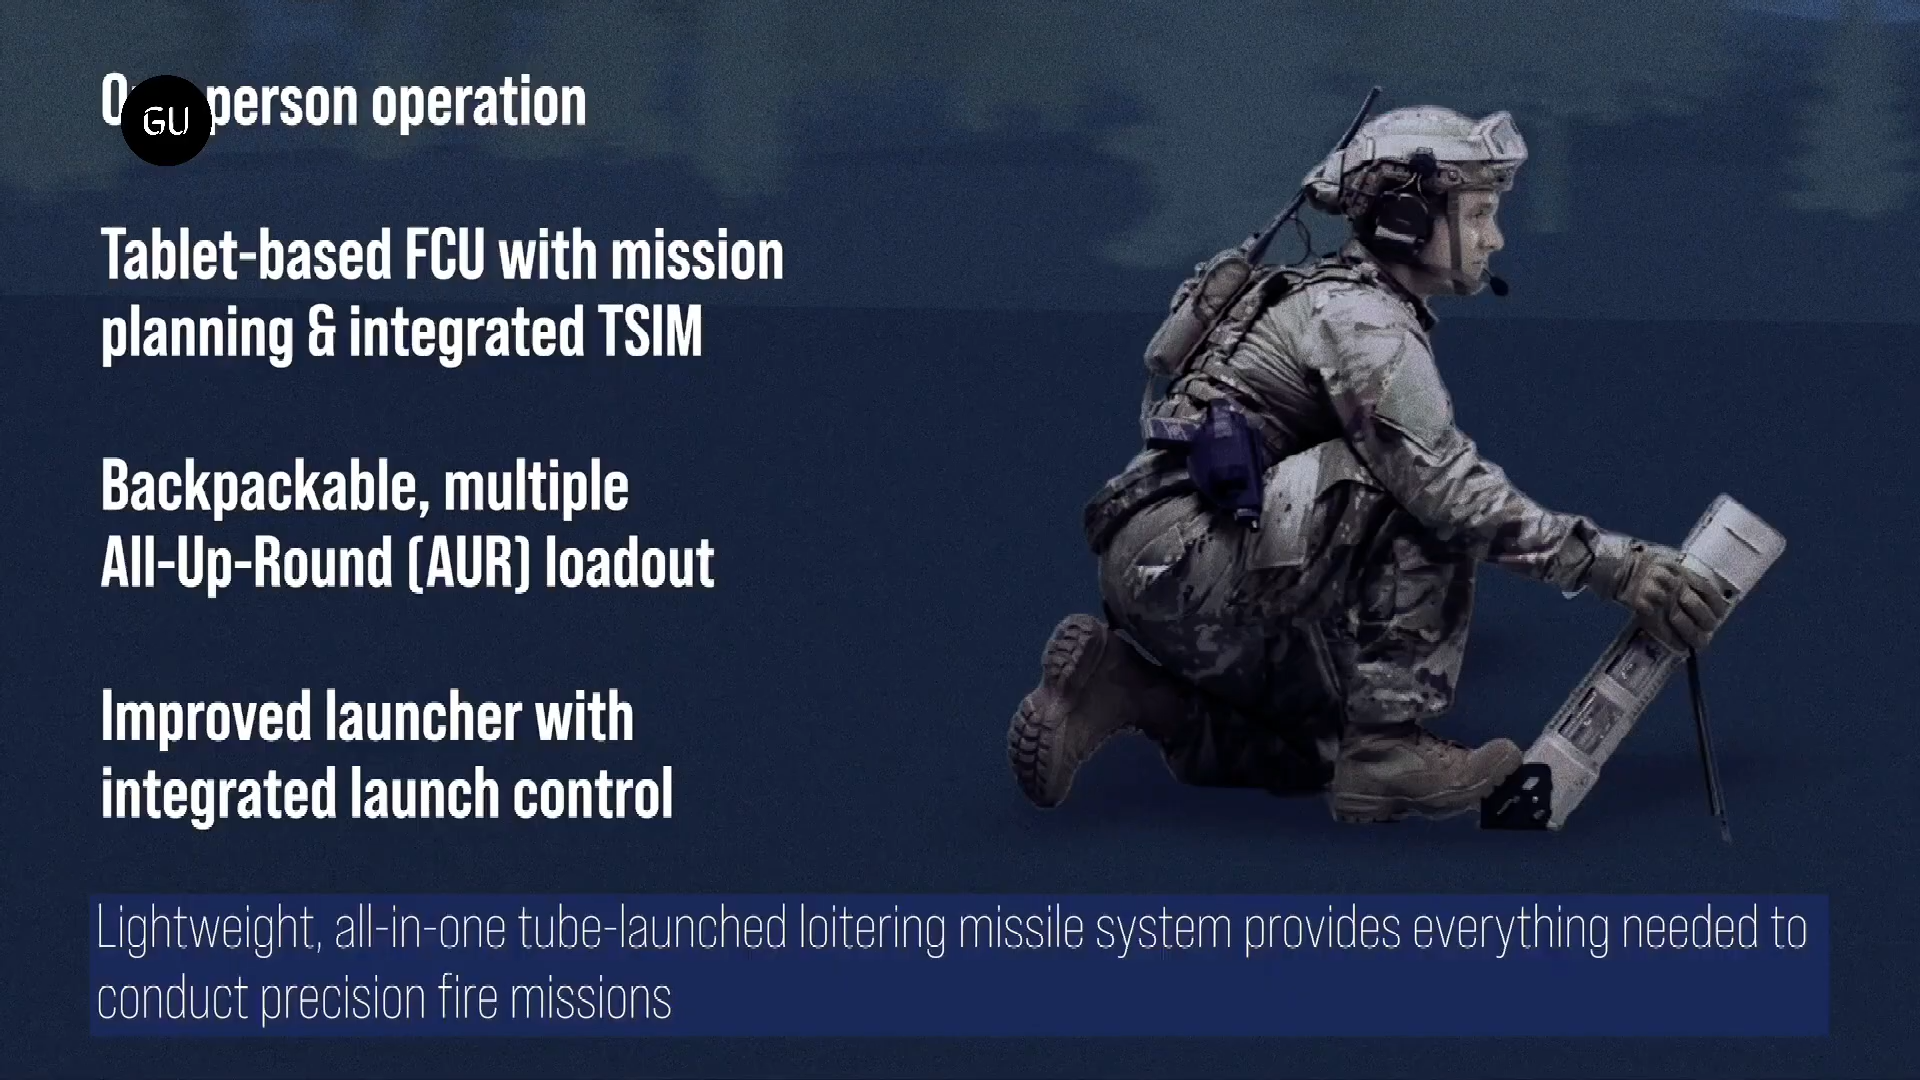 person operation
GU
Tablet-based FCU with mission
planning & integrated TSIM
Backpackable, multiple
All-Up-Round (AUR) loadout
Improved launcher with
integrated launch control
Lightweight, all-in-one tube-launched loitering missile system provides everything needed to
conduct precision fire missions